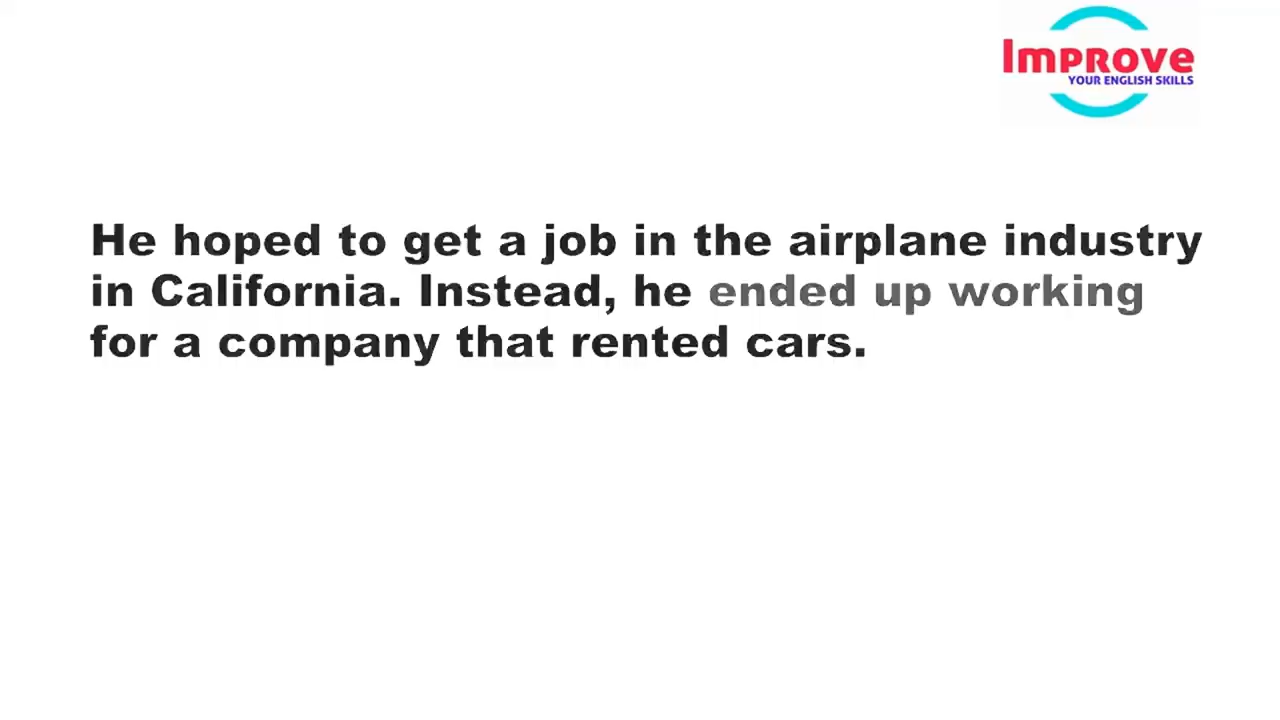 Improve
YOUR ENGLISH SKILLS
He hoped to get a job in the airplane industry
in California. Instead, he ended up working
for a company that rented cars.